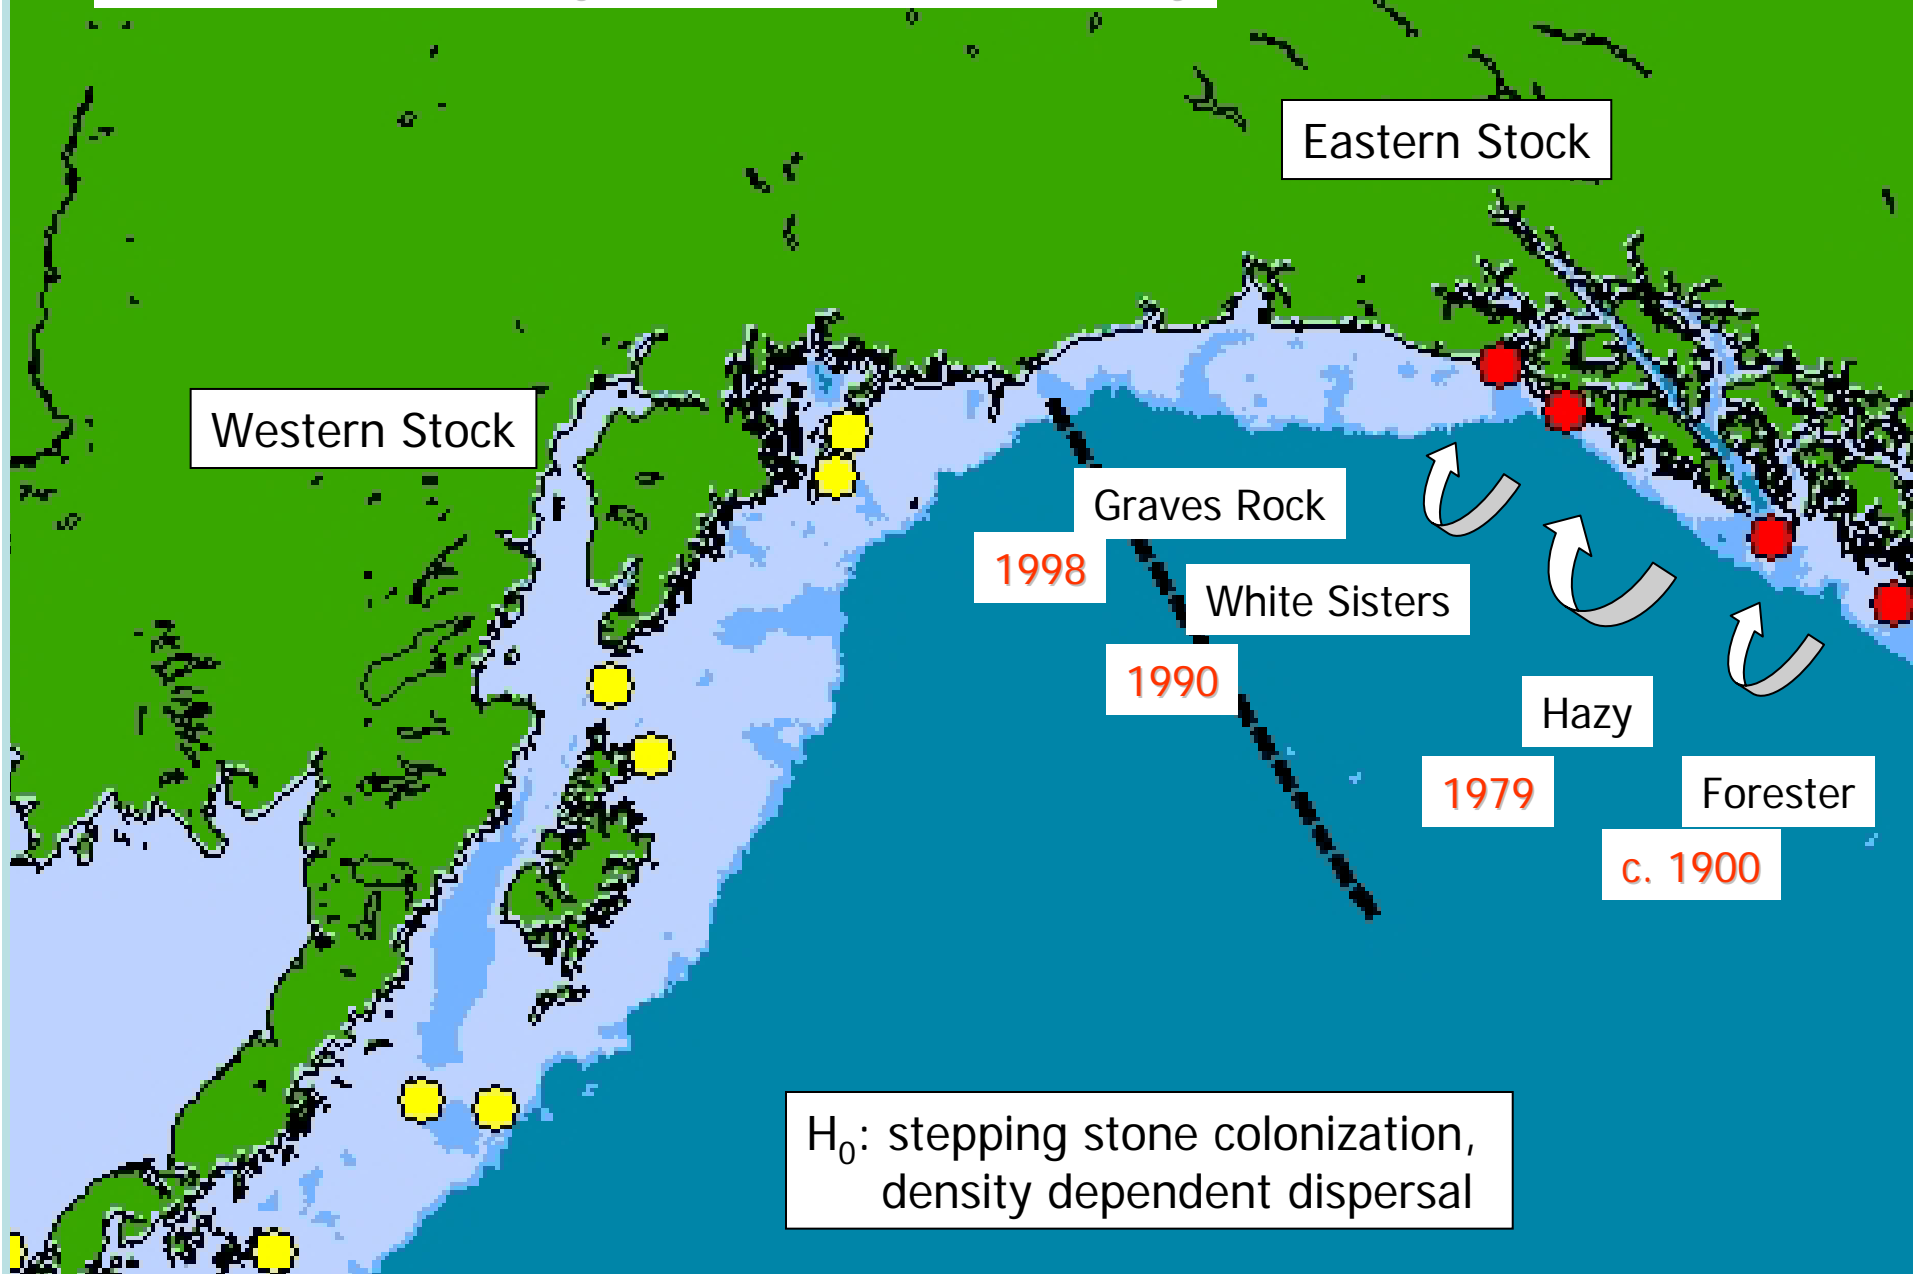 Eastern Stock
Western Stock
Graves Rock
1998
White Sisters
1990
Hazy
1979
Forester
c. 1900
H₀: stepping stone colonization,
density dependent dispersal